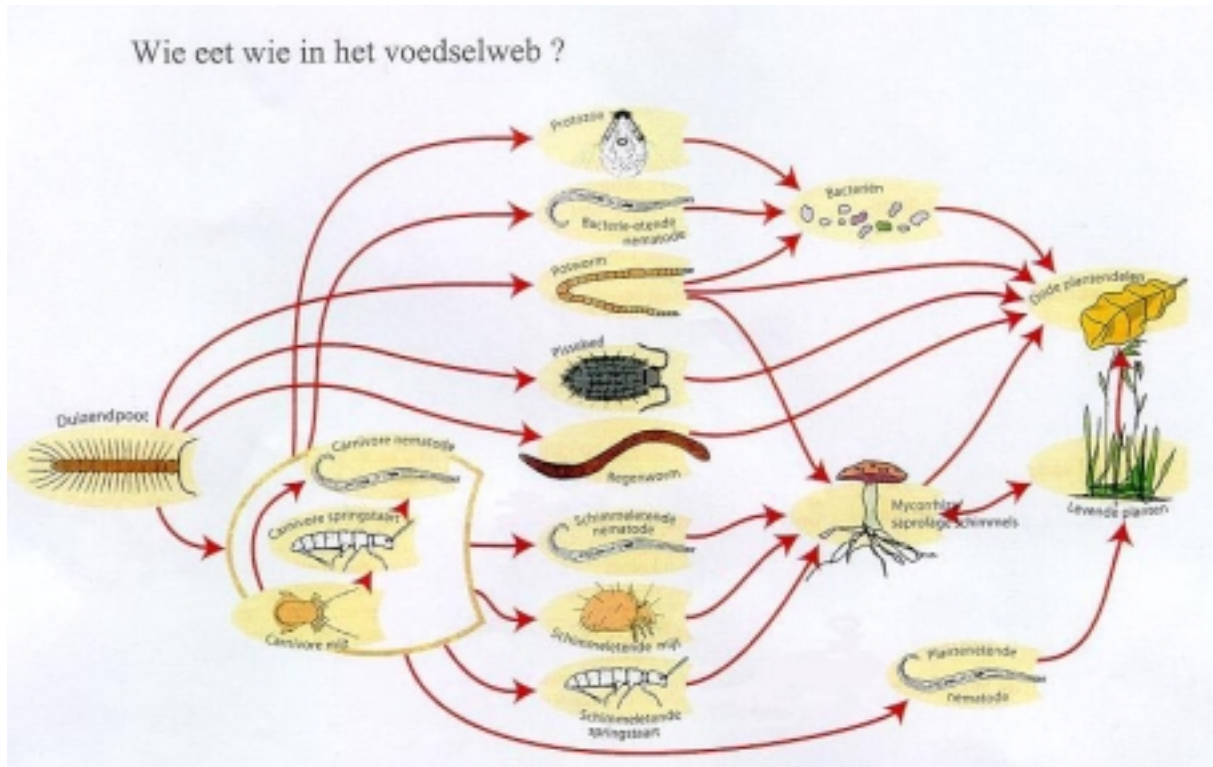 Wie eet wie in het voedselweb ?
Protozoa
Bacteriën
Bacterie-etende
nematode
Potworm
Oude plantendelen
Pissebed
Duizendpoot
Carnivore nematode
Regenworm
Carnivore springstaart
Schimmeletende
nematode
Mycorrhiza/
saprofage schimmels
Levende planten
Carnivore mijt
Schimmeletende mijt
Plantenetende
nematode
Schimmeletende
springstaart